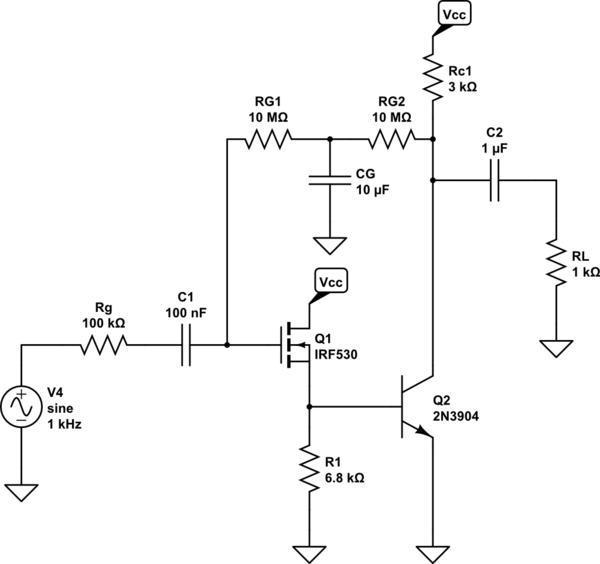 Vcc
Rc1
3 kΩ
RG1
10 MΩ
RG2
10 MΩ
C2
1 µF
CG
10 µF
RL
1 kΩ
Vcc
Rg
100 kΩ
C1
100 nF
Q1
IRF530
V4
sine
1 kHz
Q2
2N3904
R1
6.8 kΩ